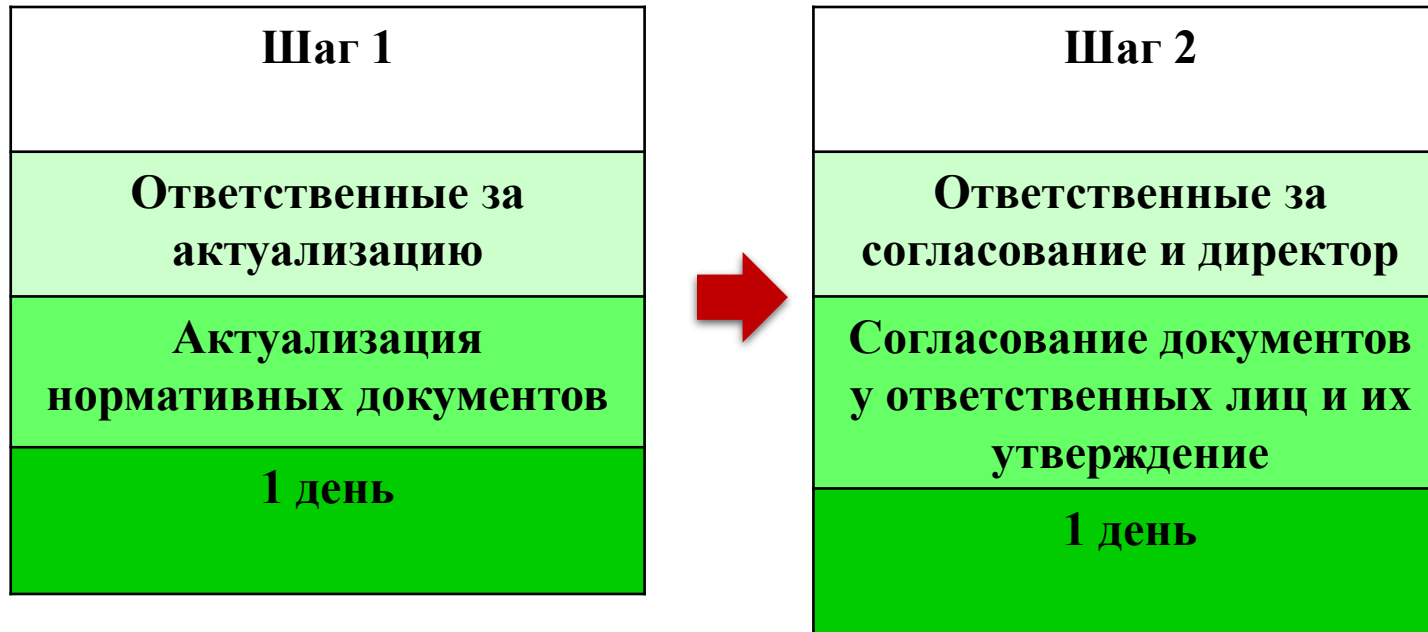 Шаг 1
Ответственные за
актуализацию
Актуализация
нормативных документов
1 день
Шаг 2
Ответственные за
согласование и директор
Согласование документов
у ответственных лиц и их
утверждение
1 день